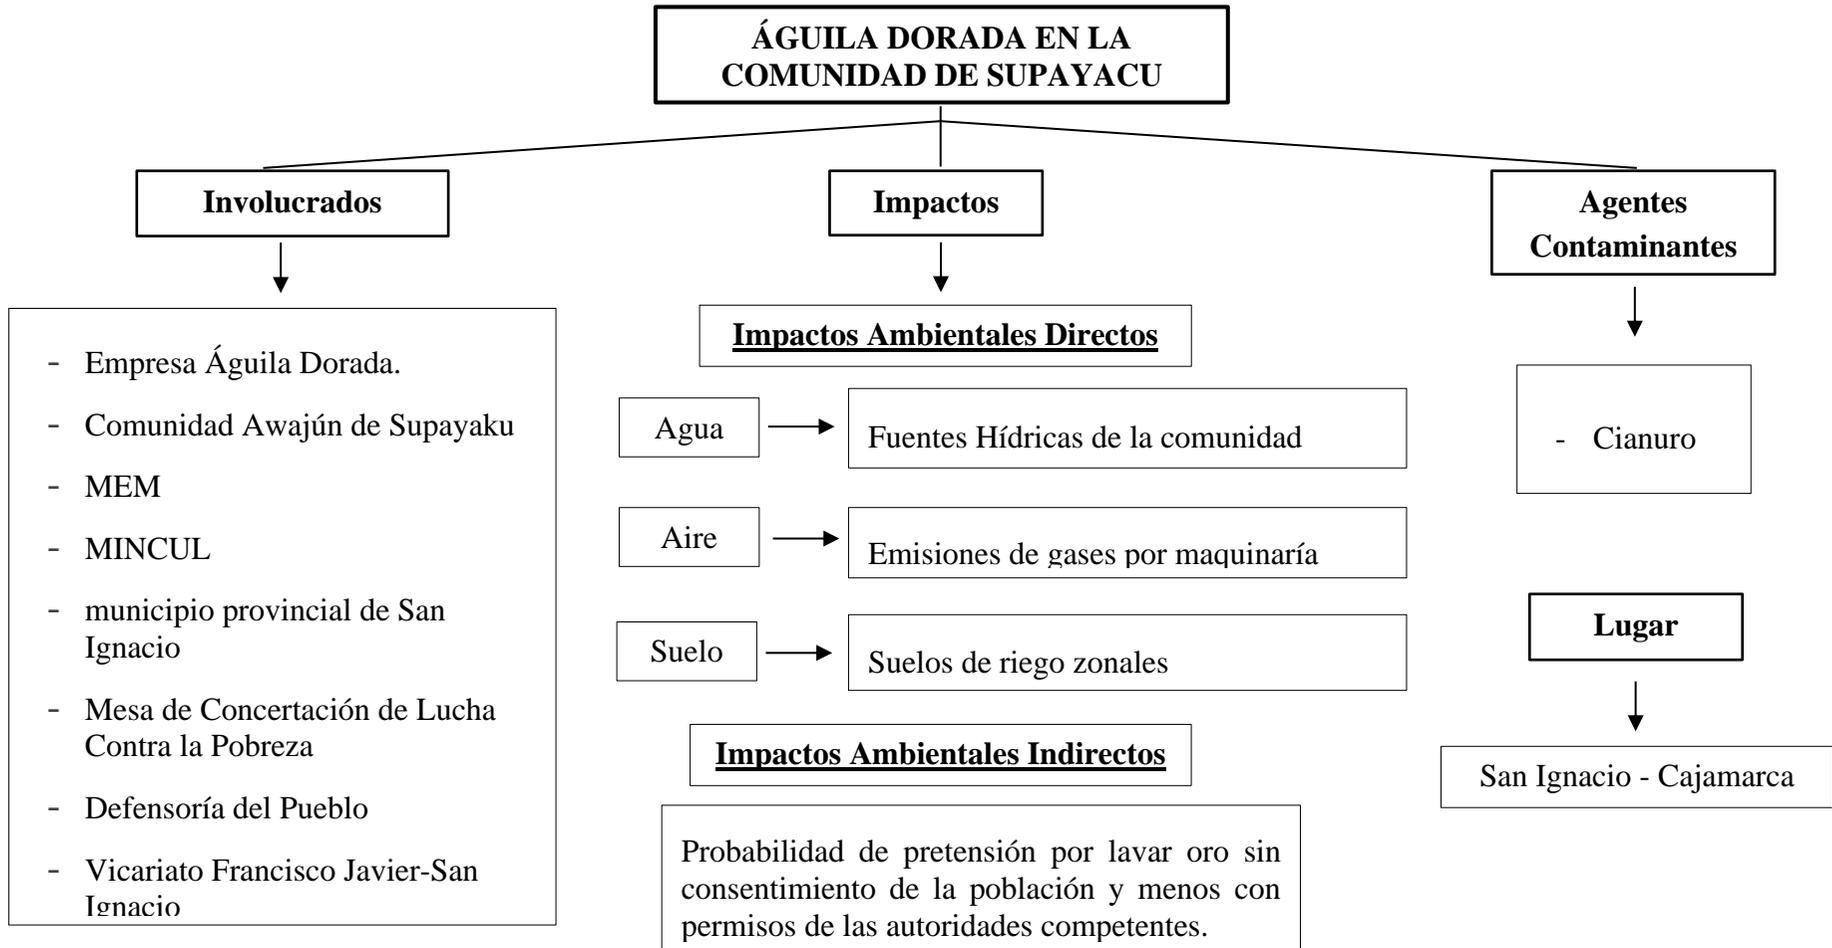 ÁGUILA DORADA EN LA
COMUNIDAD DE SUPAYACU
Involucrados
- Empresa Águila Dorada.
- Comunidad Awajún de Supayaku
- MEM
- MINCUL
- municipio provincial de San
Ignacio
- Mesa de Concertación de Lucha
Contra la Pobreza
- Defensoría del Pueblo
- Vicariato Francisco Javier-San
Ignacio
Impactos
Impactos Ambientales Directos
Agua
Fuentes Hídricas de la comunidad
Aire
Emisiones de gases por maquinaría
Suelo
Suelos de riego zonales
Impactos Ambientales Indirectos
Probabilidad de pretensión por lavar oro sin
consentimiento de la población y menos con
permisos de las autoridades competentes.
Agentes
Contaminantes
- Cianuro
Lugar
San Ignacio - Cajamarca